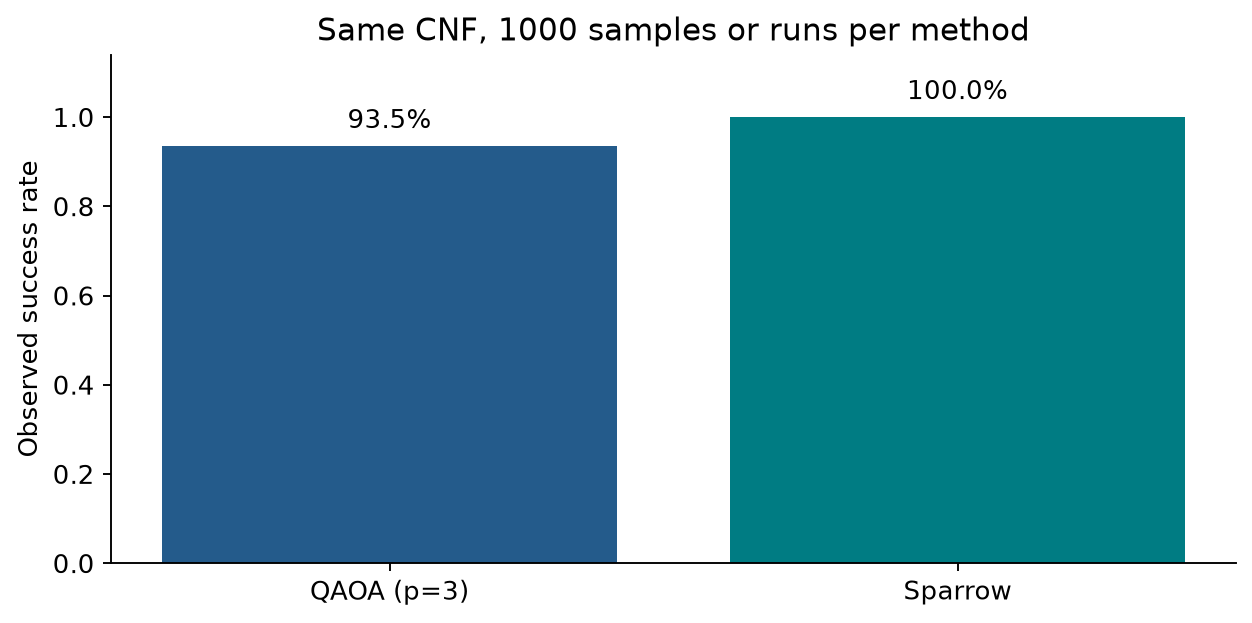 Same CNF, 1000 samples or runs per method
Observed success rate
1.0
0.8
0.6
0.4
0.2
0.0
93.5%
100.0%
QAOA (p=3)
Sparrow